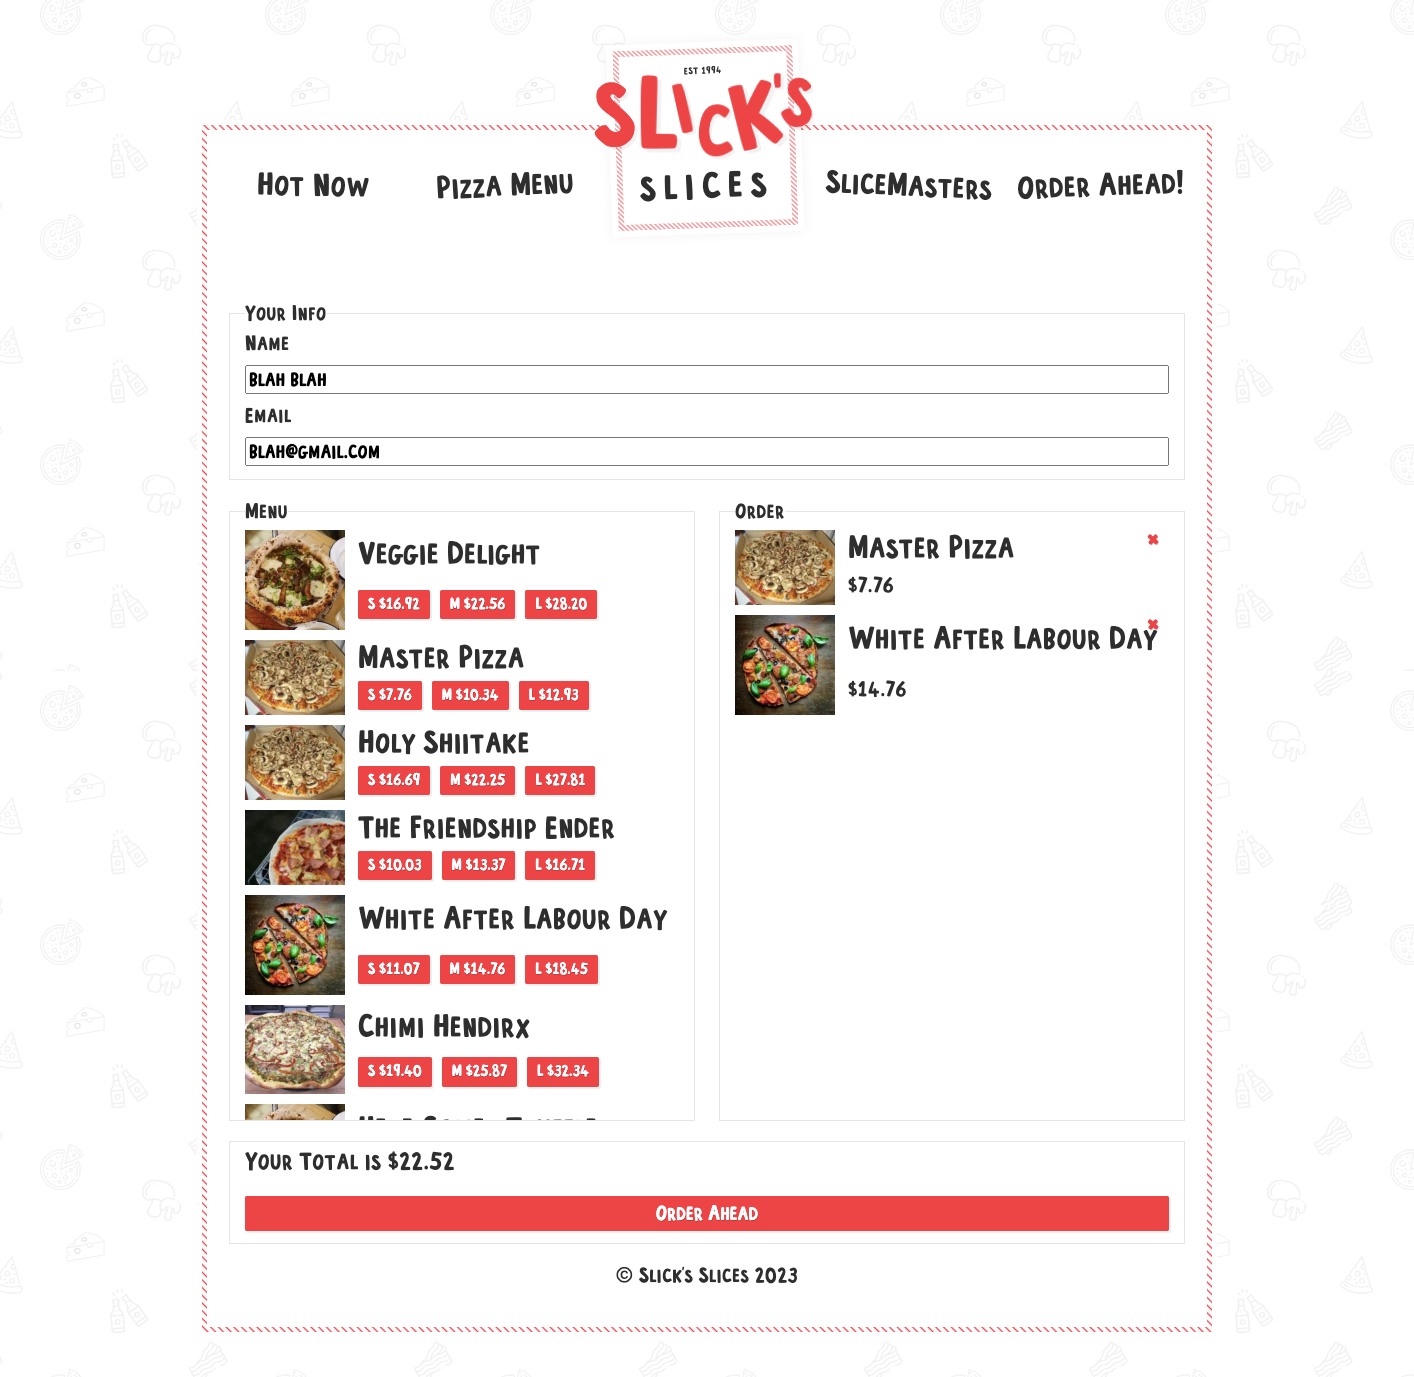 EST 1994
SLICK'S
SLICES
Hot Now
Pizza Menu
SliceMasters
Order Ahead!
Your Info
Name
Blah Blah
Email
blah@gmail.com
Menu
Veggie Delight
S $16.92 M $22.56 L $28.20
Master Pizza
S $7.76 M $10.34 L $12.93
Holy Shiitake
S $16.69 M $22.25 L $27.81
The Friendship Ender
S $10.03 M $13.37 L $16.71
White After Labour Day
S $11.07 M $14.76 L $18.45
Chimi Hendirx
S $19.40 M $25.87 L $32.34
Order
Master Pizza
$7.76
White After Labour Day
$14.76
Your Total is $22.52
Order Ahead
© Slick's Slices 2023